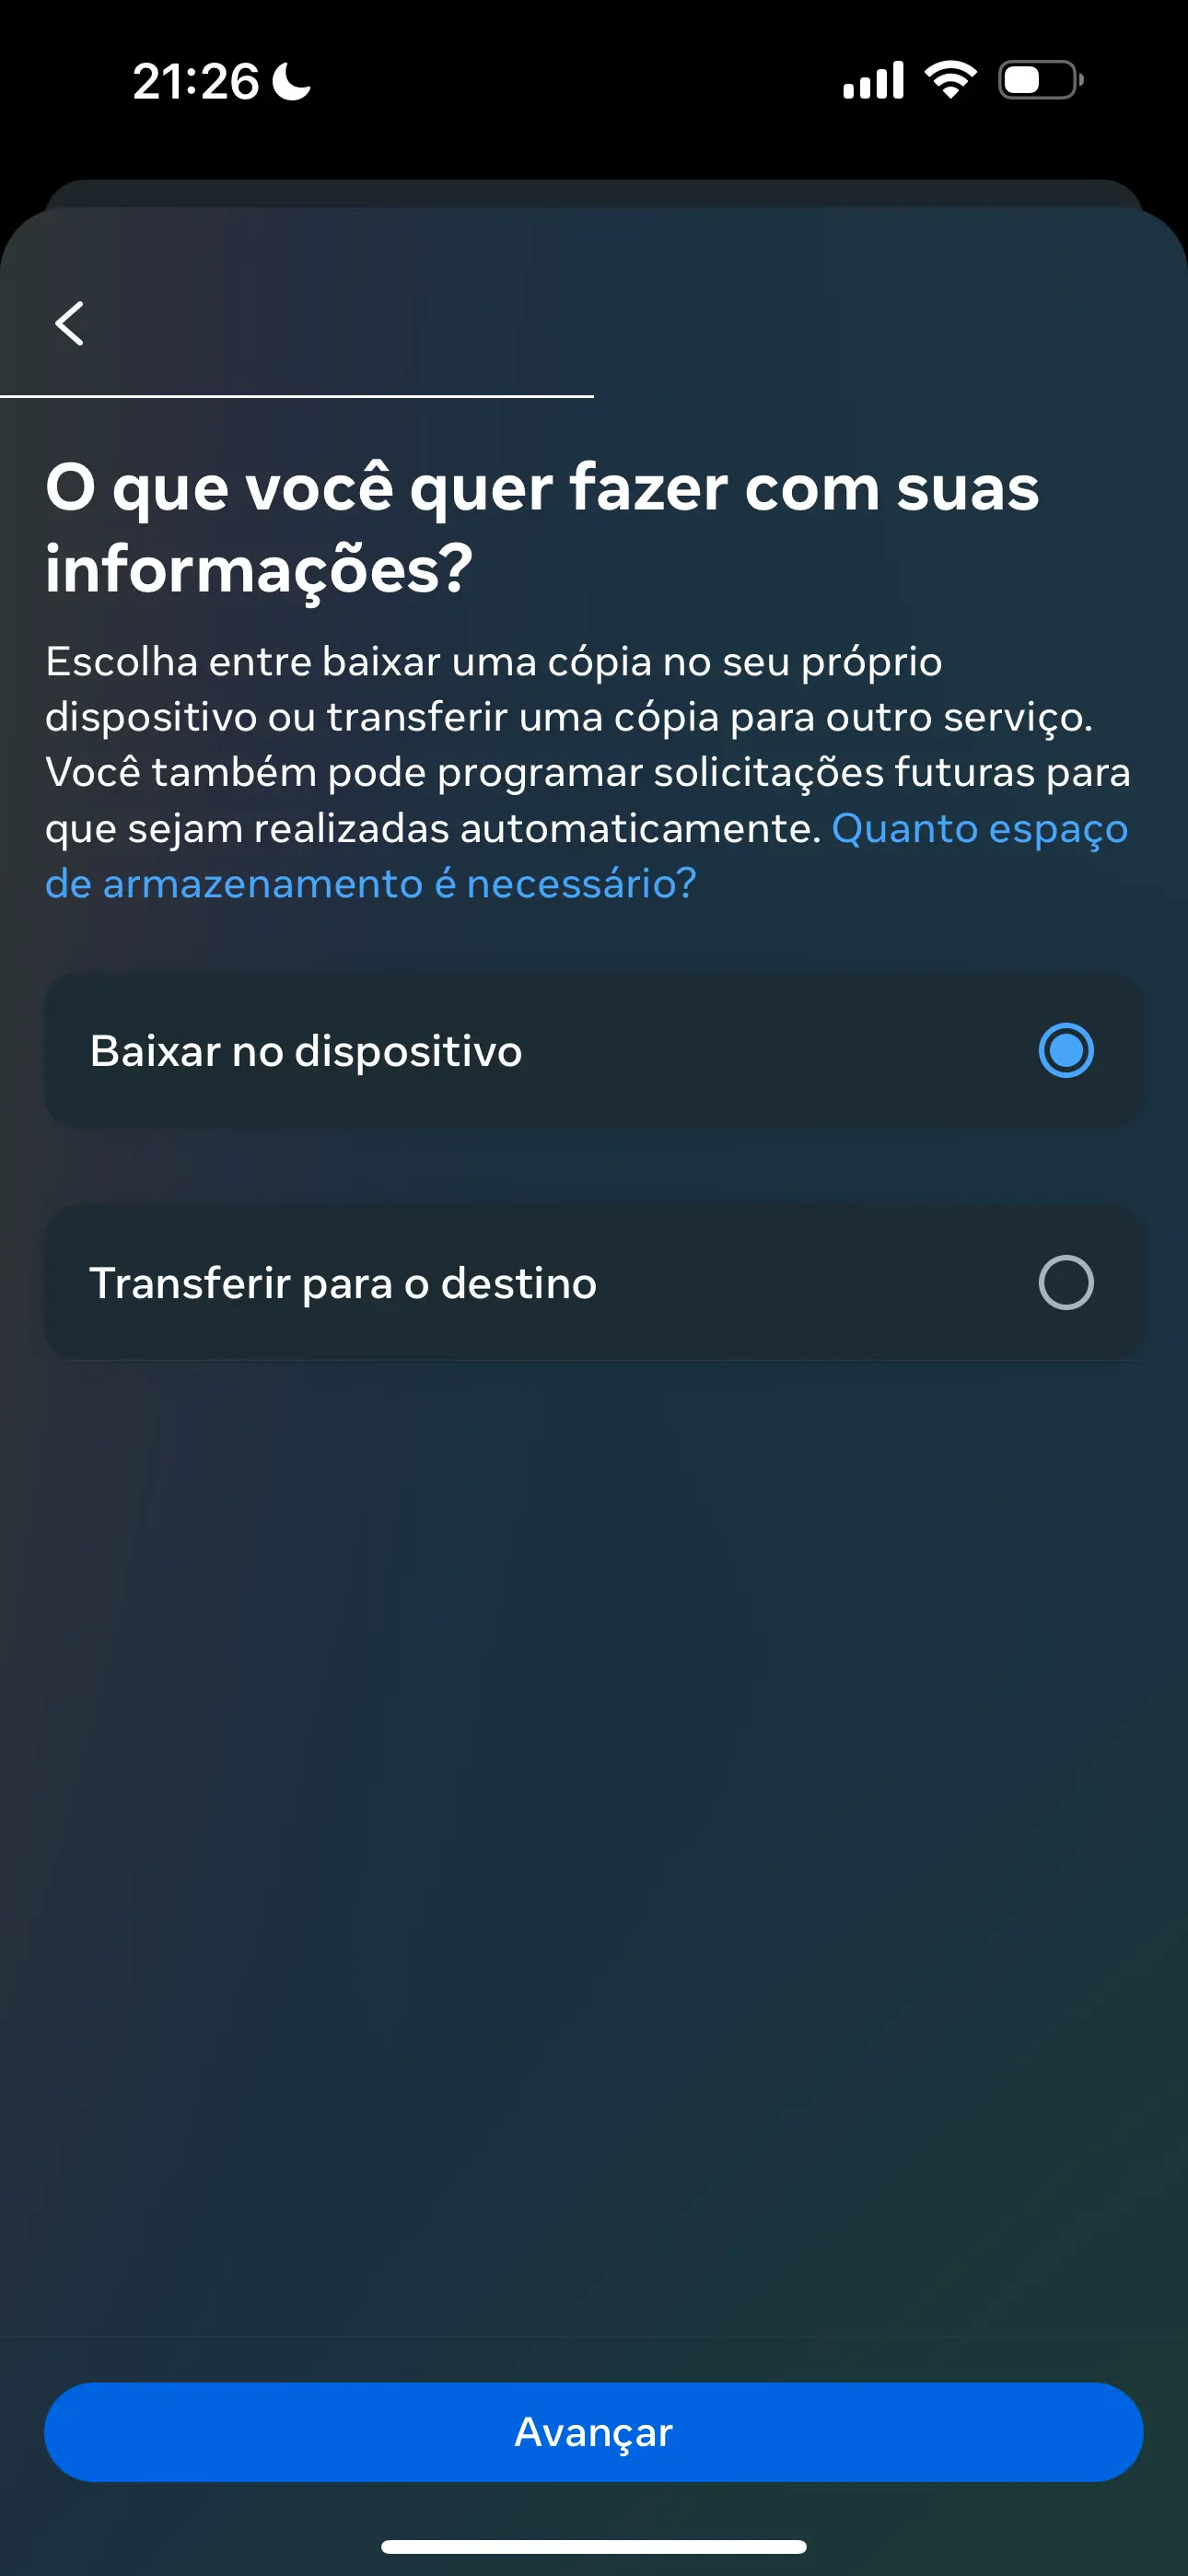 21:26
O que você quer fazer com suas
informações?
Escolha entre baixar uma cópia no seu próprio
dispositivo ou transferir uma cópia para outro serviço.
Você também pode programar solicitações futuras para
que sejam realizadas automaticamente. Quanto espaço
de armazenamento é necessário?
Baixar no dispositivo
Transferir para o destino
Avançar